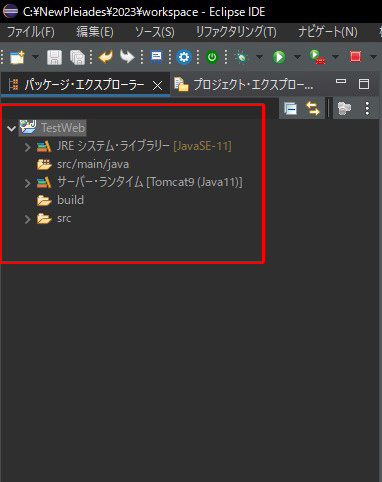 C:¥NewPleiades¥2023¥workspace - Eclipse IDE
ファイル(F) 編集(E) ソース(S) リファクタリング(T) ナビゲート(N)
パッケージ・エクスプローラー プロジェクト・エクスプロー...
TestWeb
JRE システム・ライブラリー [JavaSE-11]
src/main/java
サーバー・ランタイム [Tomcat9 (Java11)]
build
src